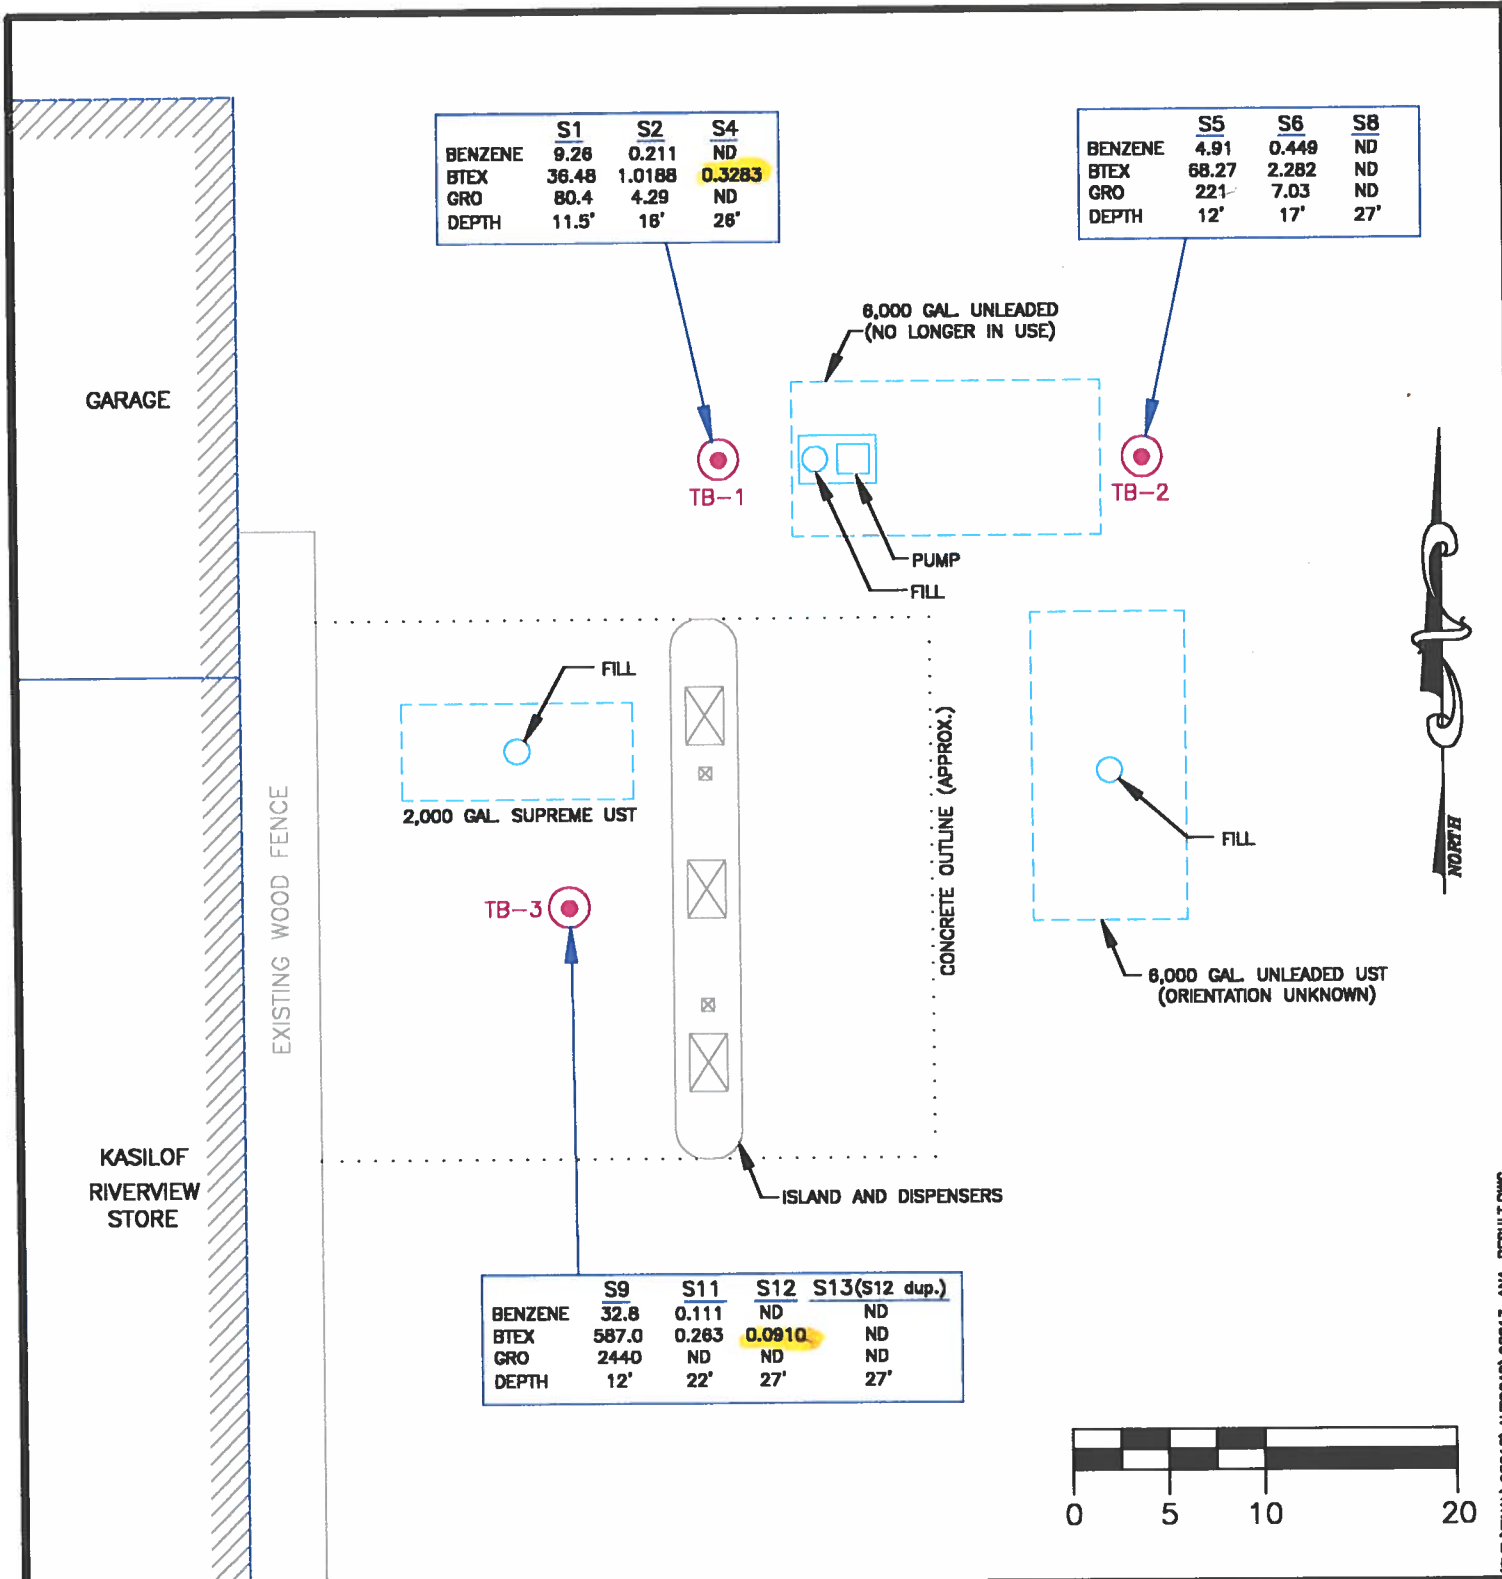 S1 S2 S4
BENZENE 9.26 0.211 ND
BTEX 36.48 1.0188 0.3283
GRO 80.4 4.29 ND
DEPTH 11.5' 16' 26'
S5 S6 S8
BENZENE 4.91 0.449 ND
BTEX 68.27 2.282 ND
GRO 221 7.03 ND
DEPTH 12' 17' 27'
6,000 GAL. UNLEADED
(NO LONGER IN USE)
GARAGE
TB-1
TB-2
PUMP
FILL
FILL
2,000 GAL. SUPREME UST
EXISTING WOOD FENCE
CONCRETE OUTLINE (APPROX.)
FILL
NORTH
TB-3
6,000 GAL. UNLEADED UST
(ORIENTATION UNKNOWN)
KASILOF
RIVERVIEW
STORE
ISLAND AND DISPENSERS
S9 S11 S12 S13(S12 dup.)
BENZENE 32.8 0.111 ND ND
BTEX 587.0 0.263 0.0910 ND
GRO 2440 ND ND ND
DEPTH 12' 22' 27' 27'
0 5 10 20